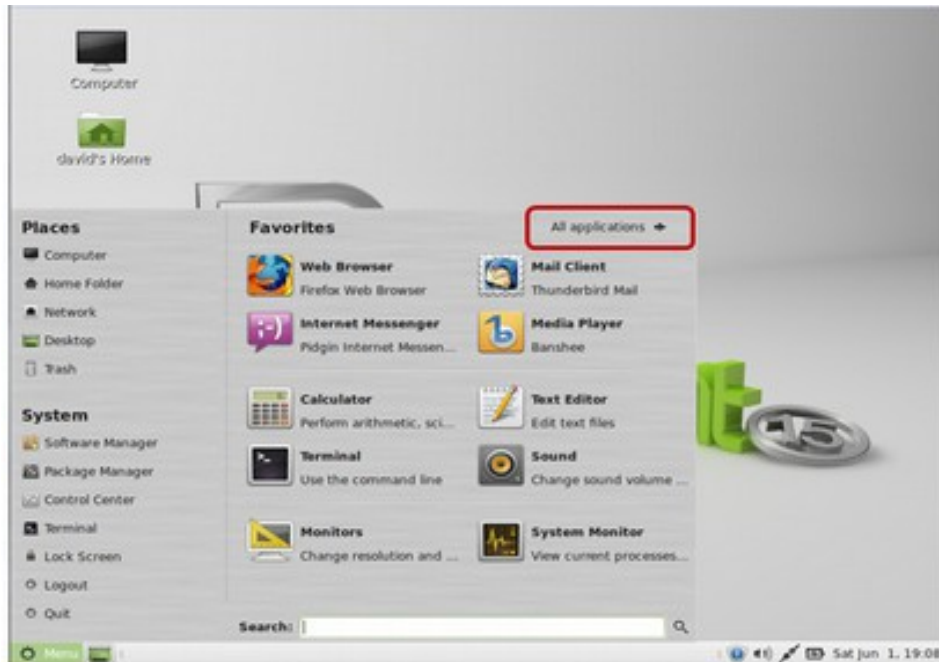 Computer
david's Home
Places
Computer
Home Folder
Network
Desktop
Trash
System
Software Manager
Package Manager
Control Center
Terminal
Lock Screen
Logout
Quit
Favorites
All applications
Web Browser
Firefox Web Browser
Mail Client
Thunderbird Mail
Internet Messenger
Pidgin Internet Messen...
Media Player
Banshee
Calculator
Perform arithmetic, sci...
Text Editor
Edit text files
Terminal
Use the command line
Sound
Change sound volume ...
Monitors
Change resolution and ...
System Monitor
View current processes...
Search:
15
Menu
Sat Jun 1, 19:08